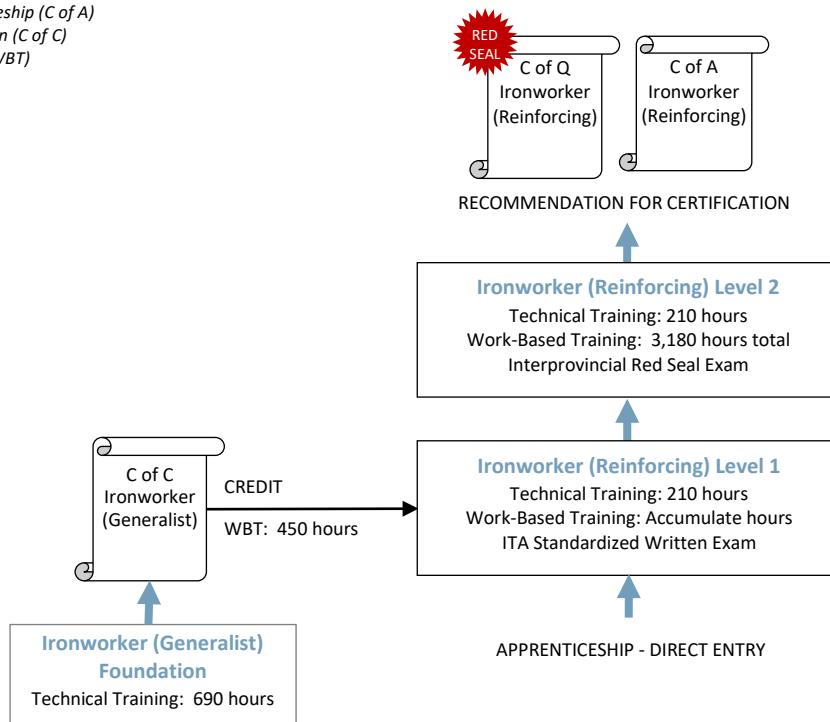 eship (C of A)
n (C of C)
/BT)
RED
SEAL
C of Q
Ironworker
(Reinforcing)
C of A
Ironworker
(Reinforcing)
RECOMMENDATION FOR CERTIFICATION
Ironworker (Reinforcing) Level 2
Technical Training: 210 hours
Work-Based Training: 3,180 hours total
Interprovincial Red Seal Exam
Ironworker (Reinforcing) Level 1
Technical Training: 210 hours
Work-Based Training: Accumulate hours
ITA Standardized Written Exam
C of C
Ironworker
(Generalist)
CREDIT
WBT: 450 hours
APPRENTICESHIP - DIRECT ENTRY
Ironworker (Generalist)
Foundation
Technical Training: 690 hours